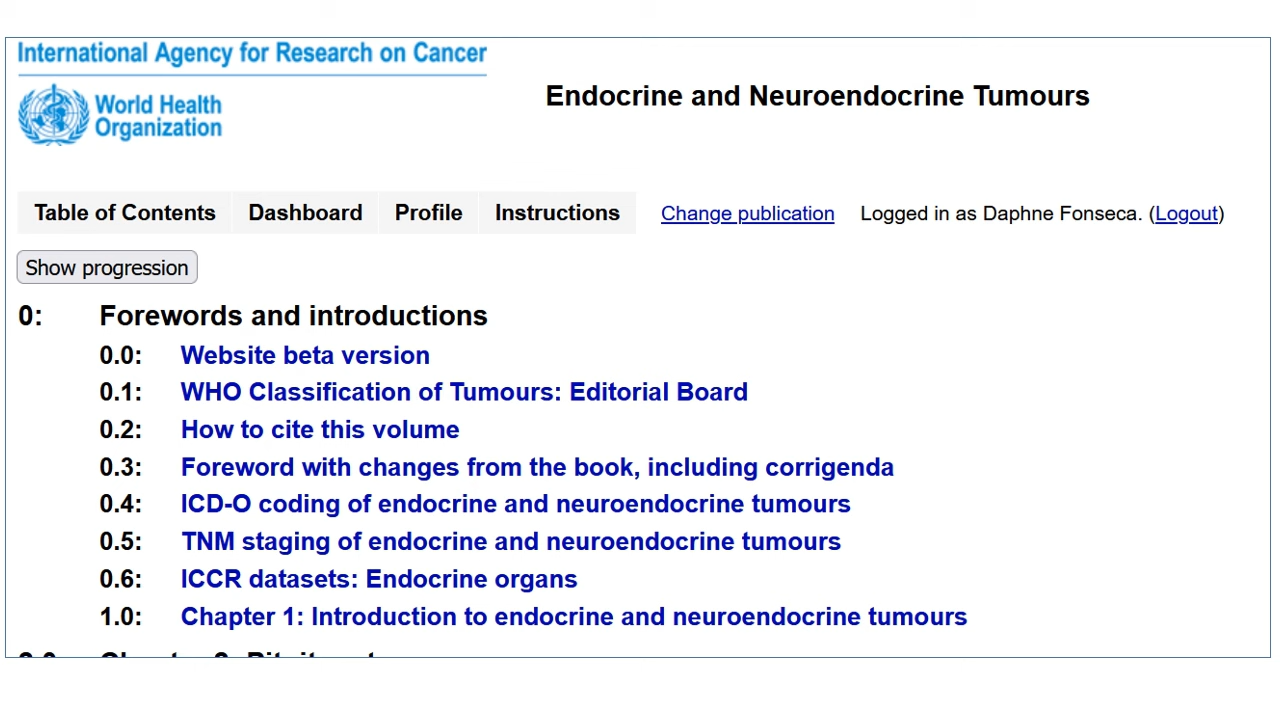 International Agency for Research on Cancer
World Health
Organization
Endocrine and Neuroendocrine Tumours
Table of Contents Dashboard Profile Instructions Change publication Logged in as Daphne Fonseca. (Logout)
Show progression
0: Forewords and introductions
0.0: Website beta version
0.1: WHO Classification of Tumours: Editorial Board
0.2: How to cite this volume
0.3: Foreword with changes from the book, including corrigenda
0.4: ICD-O coding of endocrine and neuroendocrine tumours
0.5: TNM staging of endocrine and neuroendocrine tumours
0.6: ICCR datasets: Endocrine organs
1.0: Chapter 1: Introduction to endocrine and neuroendocrine tumours